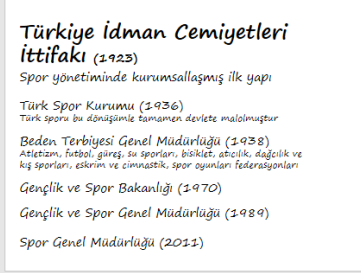 Türkiye İdman Cemiyetleri
İttifakı (1923)
Spor yönetiminde kurumsallaşmış ilk yapı
Türk Spor Kurumu (1936)
Türk sporu bu dönüşümle tamamen devlete malolmuştur
Beden Terbiyesi Genel Müdürlüğü (1938)
Atletizm, futbol, güreş, su sporları, bisiklet, atıcılık, dağcılık ve
kış sporları, eskrim ve cimnastik, spor oyunları federasyonları
Gençlik ve Spor Bakanlığı (1970)
Gençlik ve Spor Genel Müdürlüğü (1989)
Spor Genel Müdürlüğü (2011)